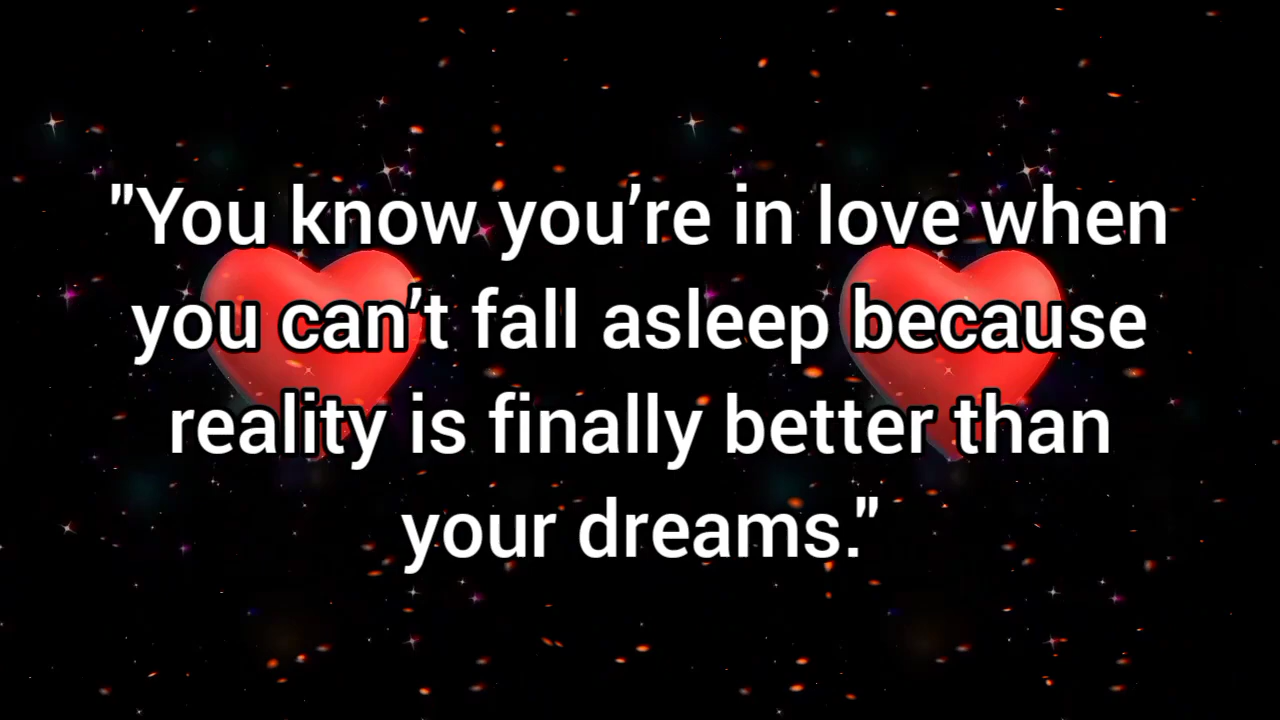 "You know you’re in love when
you can’t fall asleep because
reality is finally better than
your dreams."